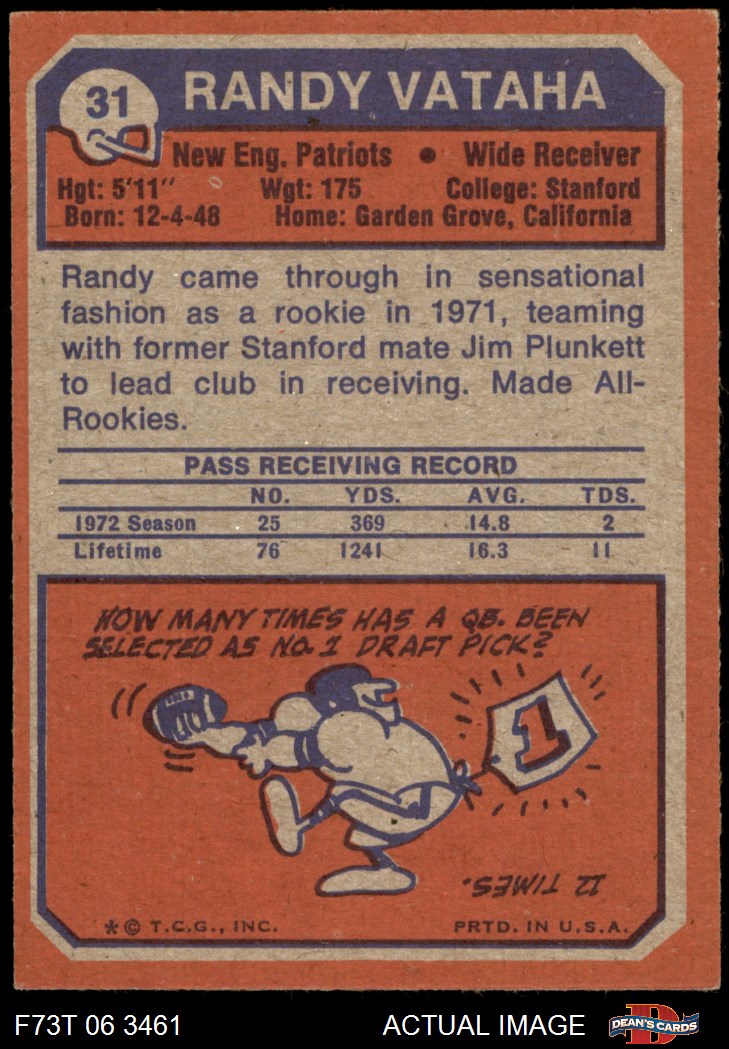 31
RANDY VATAHA
New Eng. Patriots • Wide Receiver
Hgt: 5'11" Wgt: 175 College: Stanford
Born: 12-4-48 Home: Garden Grove, California
Randy came through in sensational
fashion as a rookie in 1971, teaming
with former Stanford mate Jim Plunkett
to lead club in receiving. Made All-
Rookies.
PASS RECEIVING RECORD
NO. YDS. AVG. TDS.
1972 Season 25 369 14.8 2
Lifetime 76 1241 16.3 11
HOW MANY TIMES HAS A QB. BEEN
SELECTED AS NO. 1 DRAFT PICK?
1
12 TIMES.
* © T.C.G., INC. PRTD. IN U.S.A.
F73T 06 3461 ACTUAL IMAGE DEAN'S CARDS